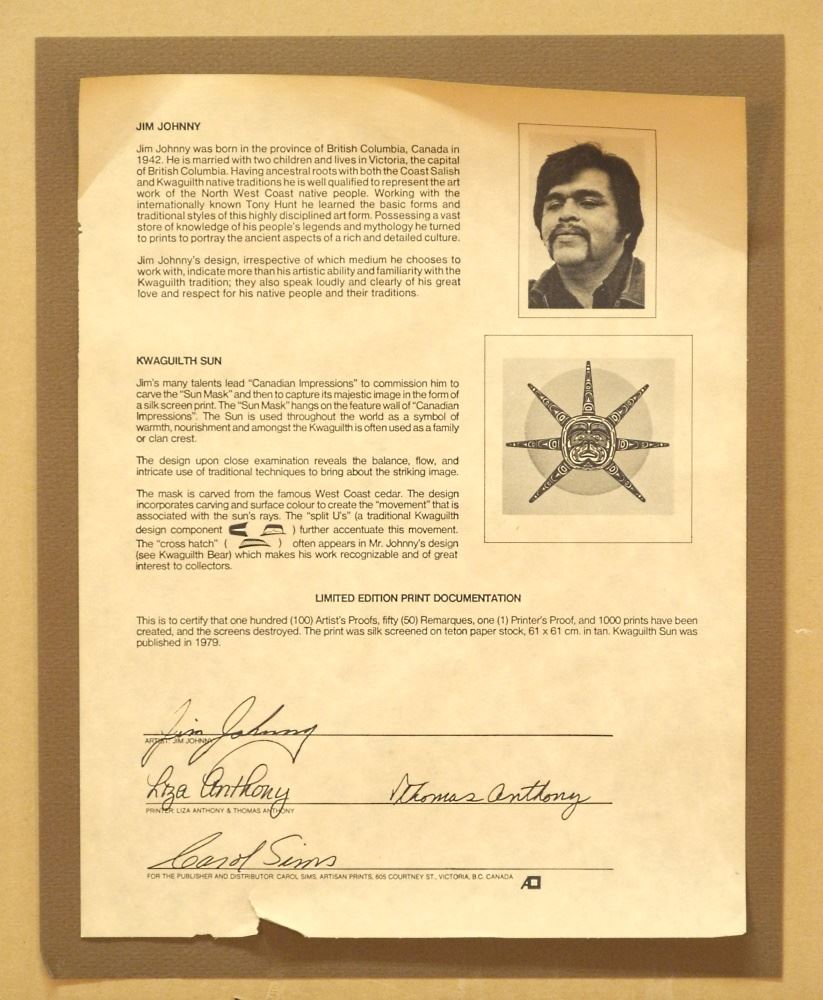 JIM JOHNNY
Jim Johnny was born in the province of British Columbia, Canada in
1942. He is married with two children and lives in Victoria, the capital
of British Columbia. Having ancestral roots with both the Coast Salish
and Kwaguilth native traditions he is well qualified to represent the art
work of the North West Coast native people. Working with the
internationally known Tony Hunt he learned the basic forms and
traditional styles of this highly disciplined art form. Possessing a vast
store of knowledge of his people's legends and mythology he turned
to prints to portray the ancient aspects of a rich and detailed culture.
Jim Johnny's design, irrespective of which medium he chooses to
work with, indicate more than his artistic ability and familiarity with the
Kwaguilth tradition; they also speak loudly and clearly of his great
love and respect for his native people and their traditions.
KWAGUILTH SUN
Jim's many talents lead "Canadian Impressions" to commission him to
carve the "Sun Mask" and then to capture its majestic image in the form of
a silk screen print. The "Sun Mask" hangs on the feature wall of "Canadian
Impressions". The Sun is used throughout the world as a symbol of
warmth, nourishment and amongst the Kwaguilth is often used as a family
or clan crest.
The design upon close examination reveals the balance, flow, and
intricate use of traditional techniques to bring about the striking image.
The mask is carved from the famous West Coast cedar. The design
incorporates carving and surface colour to create the "movement" that is
associated with the sun's rays. The "split U's" (a traditional Kwaguilth
design component ) further accentuate this movement.
The "cross hatch" ( ) often appears in Mr. Johnny's design
(see Kwaguilth Bear) which makes his work recognizable and of great
interest to collectors.
LIMITED EDITION PRINT DOCUMENTATION
This is to certify that one hundred (100) Artist's Proofs, fifty (50) Remarques, one (1) Printer's Proof, and 1000 prints have been
created, and the screens destroyed. The print was silk screened on teton paper stock, 61 x 61 cm. in tan. Kwaguilth Sun was
published in 1979.
Jim Johnny
ARTIST: JIM JOHNNY
Liza Anthony Thomas Anthony
PRINTER: LIZA ANTHONY & THOMAS ANTHONY
Carol Sims
FOR THE PUBLISHER AND DISTRIBUTOR: CAROL SIMS, ARTISAN PRINTS, 605 COURTNEY ST., VICTORIA, B.C. CANADA